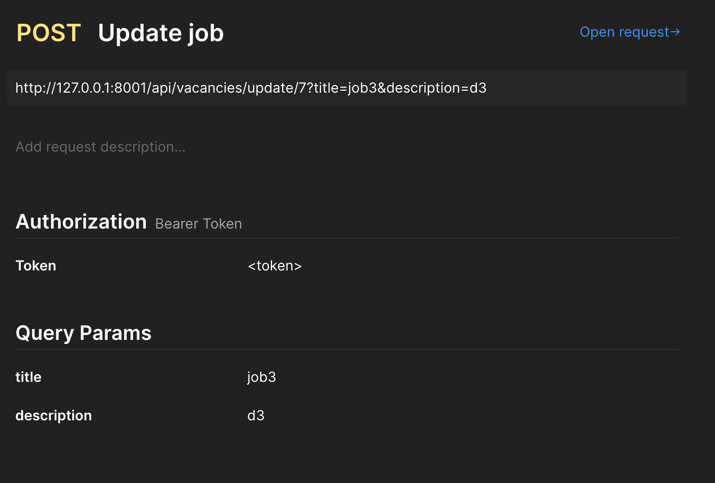 POST Update job Open request→
http://127.0.0.1:8001/api/vacancies/update/7?title=job3&description=d3
Add request description…
Authorization Bearer Token
Token <token>
Query Params
title job3
description d3